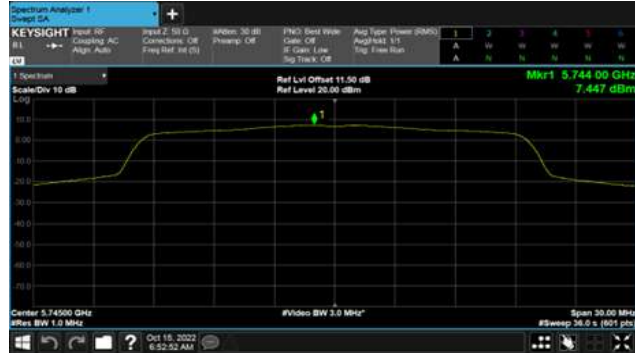 Spectrum Analyzer 1
Swept SA
+
KEYSIGHT Input: RF Input Z: 50 Ω #Atten: 30 dB PNO: Best Wide Avg Type: Power (RMS) 1 2 3 4 5 6
RL Coupling: AC Corrections: Off Preamp: Off Gate: Off Avg|Hold: 1/1 A W W W W W
Align: Auto Freq Ref: Int (S) IF Gain: Low Trig: Free Run
Sig Track: Off A N N N N N
1 Spectrum Ref Lvl Offset 11.50 dB Mkr1 5.744 00 GHz
Scale/Div 10 dB Ref Level 20.00 dBm 7.447 dBm
Log
1
10.0
0.00
-10.0
-20.0
-30.0
-40.0
-50.0
-60.0
-70.0
Center 5.74500 GHz #Video BW 3.0 MHz* Span 30.00 MHz
#Res BW 1.0 MHz #Sweep 36.0 s (601 pts)
? Oct 15, 2022
6:52:52 AM